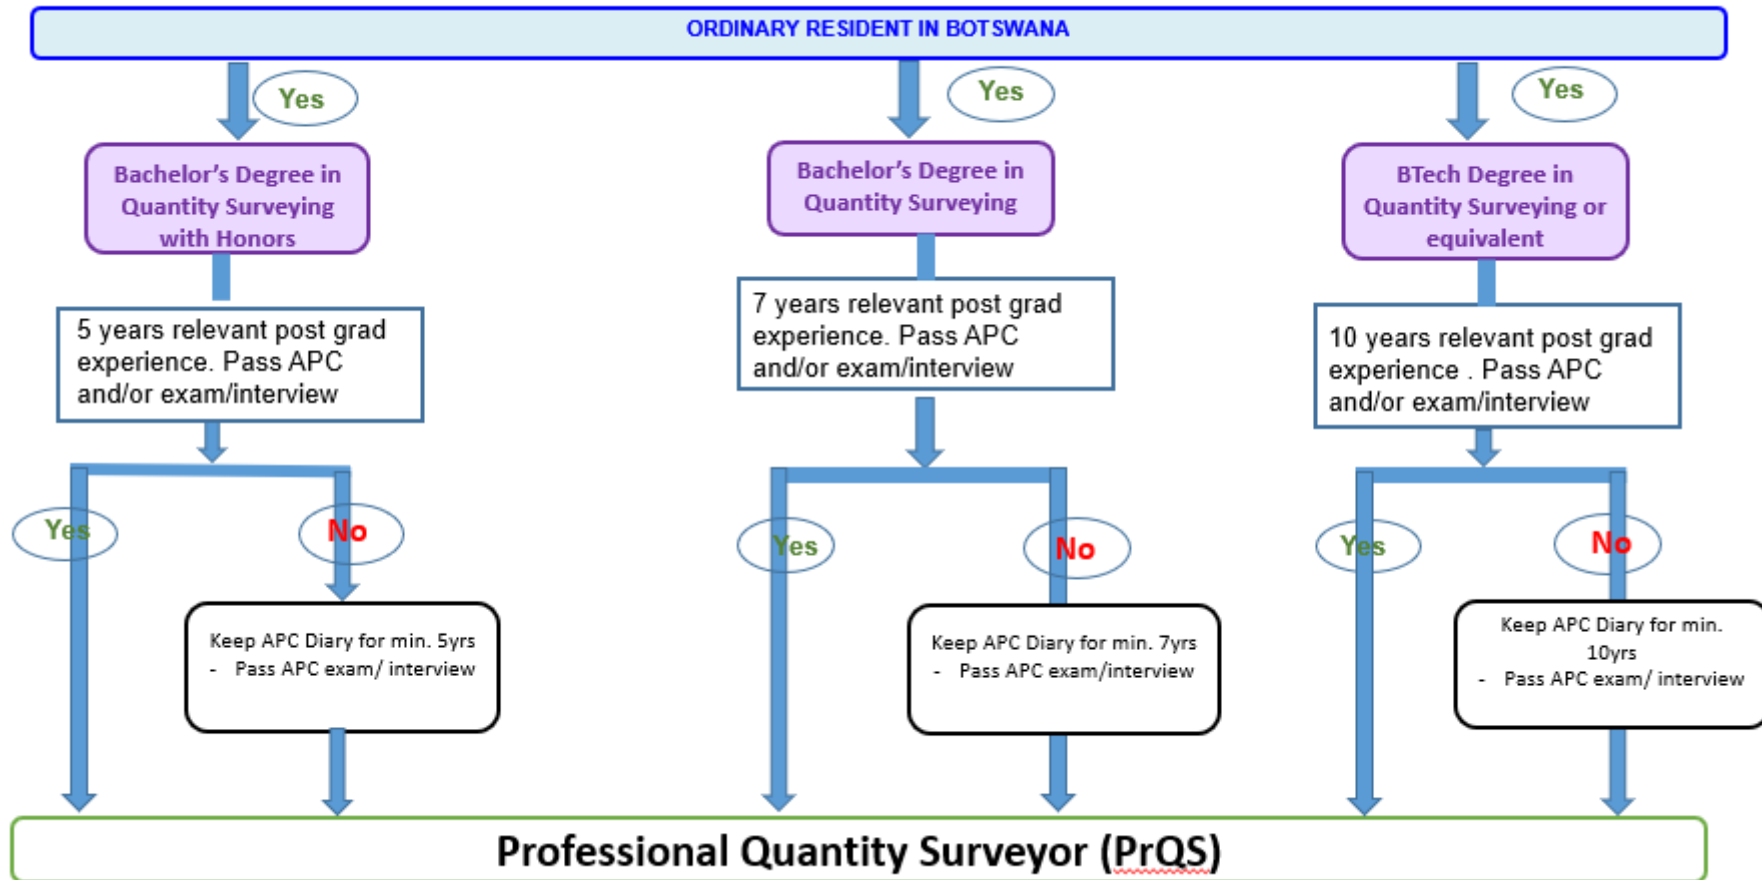 ORDINARY RESIDENT IN BOTSWANA
Yes
Yes
Yes
Bachelor’s Degree in
Quantity Surveying
with Honors
Bachelor’s Degree in
Quantity Surveying
BTech Degree in
Quantity Surveying or
equivalent
5 years relevant post grad
experience. Pass APC
and/or exam/interview
7 years relevant post grad
experience. Pass APC
and/or exam/interview
10 years relevant post grad
experience . Pass APC
and/or exam/interview
Yes
No
Yes
No
Yes
No
Keep APC Diary for min. 5yrs
- Pass APC exam/ interview
Keep APC Diary for min. 7yrs
- Pass APC exam/interview
Keep APC Diary for min.
10yrs
- Pass APC exam/ interview
Professional Quantity Surveyor (PrQS)